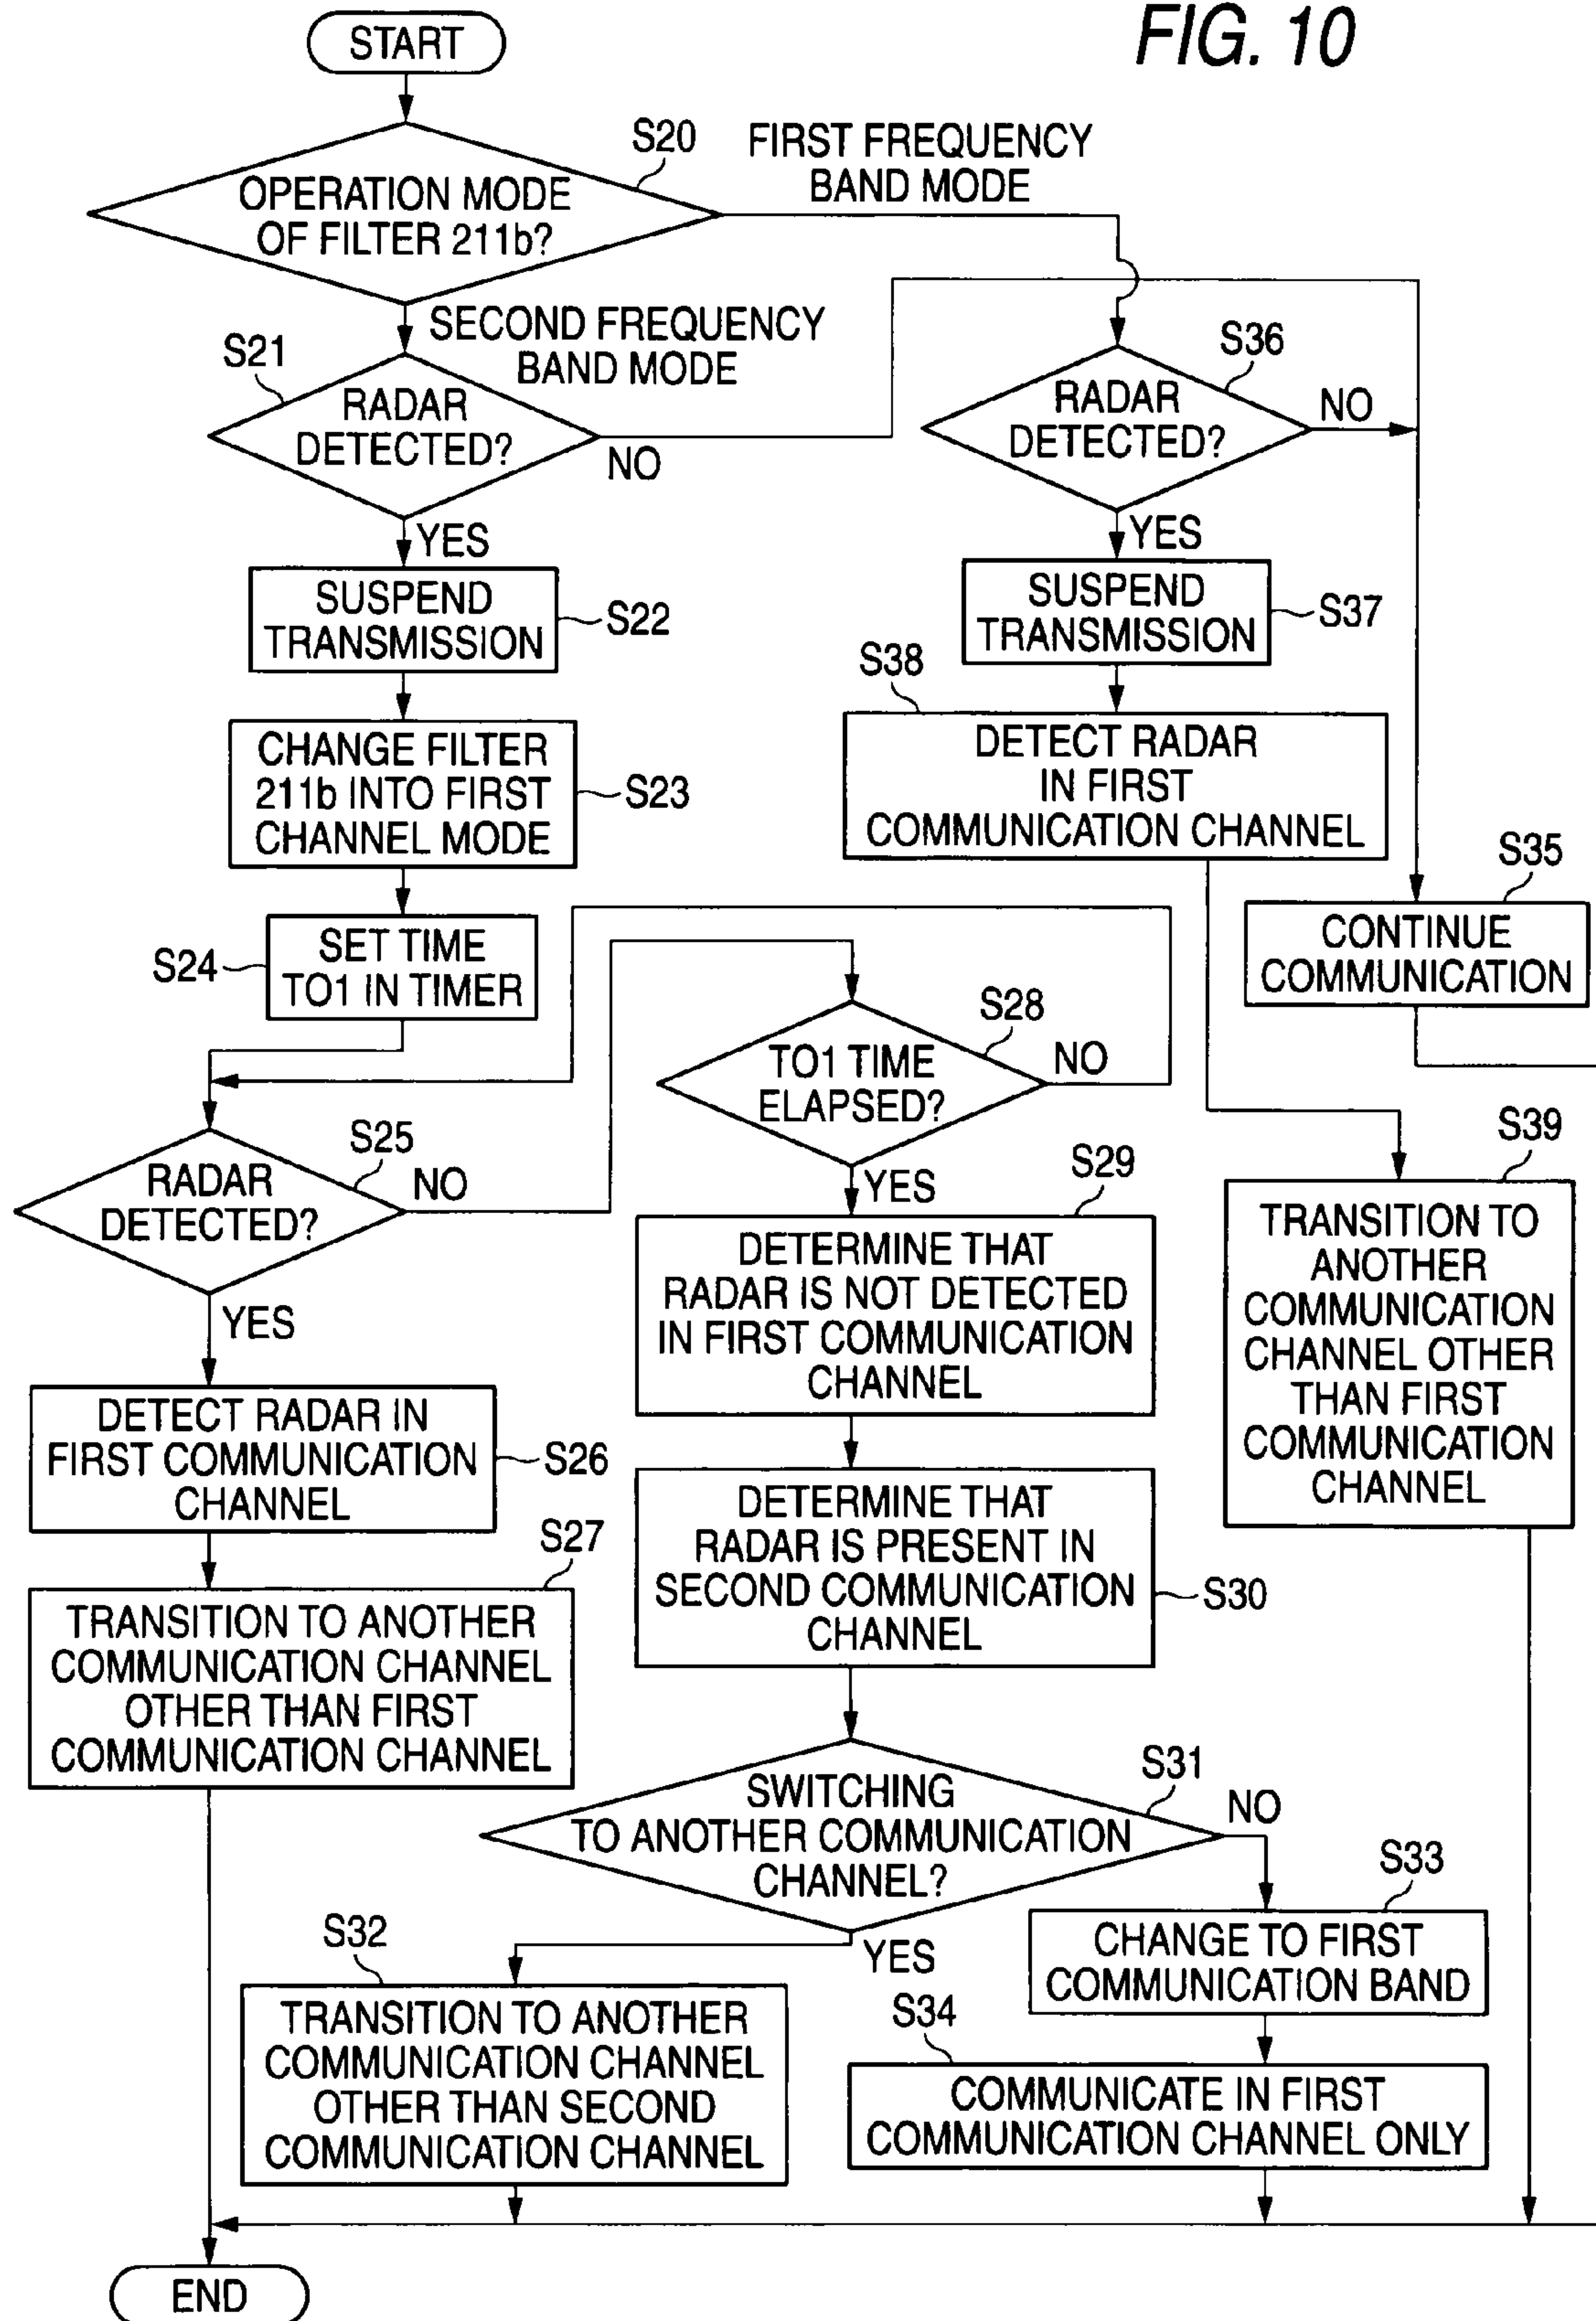 FIG. 10
START
S20
OPERATION MODE
OF FILTER 211b?
FIRST FREQUENCY
BAND MODE
SECOND FREQUENCY
BAND MODE
S21
RADAR
DETECTED?
NO
YES
S22
SUSPEND
TRANSMISSION
S23
CHANGE FILTER
211b INTO FIRST
CHANNEL MODE
S24
SET TIME
TO1 IN TIMER
S25
RADAR
DETECTED?
NO
YES
DETECT RADAR IN
FIRST COMMUNICATION
CHANNEL
S26
S27
TRANSITION TO ANOTHER
COMMUNICATION CHANNEL
OTHER THAN FIRST
COMMUNICATION CHANNEL
S28
TO1 TIME
ELAPSED?
NO
YES
S29
DETERMINE THAT
RADAR IS NOT DETECTED
IN FIRST COMMUNICATION
CHANNEL
DETERMINE THAT
RADAR IS PRESENT IN
SECOND COMMUNICATION
CHANNEL
S30
S31
SWITCHING
TO ANOTHER COMMUNICATION
CHANNEL?
NO
YES
S32
TRANSITION TO ANOTHER
COMMUNICATION CHANNEL
OTHER THAN SECOND
COMMUNICATION CHANNEL
S33
CHANGE TO FIRST
COMMUNICATION BAND
S34
COMMUNICATE IN FIRST
COMMUNICATION CHANNEL ONLY
S36
RADAR
DETECTED?
NO
YES
SUSPEND
TRANSMISSION
S37
S38
DETECT RADAR
IN FIRST
COMMUNICATION CHANNEL
S35
CONTINUE
COMMUNICATION
S39
TRANSITION TO
ANOTHER
COMMUNICATION
CHANNEL OTHER
THAN FIRST
COMMUNICATION
CHANNEL
END